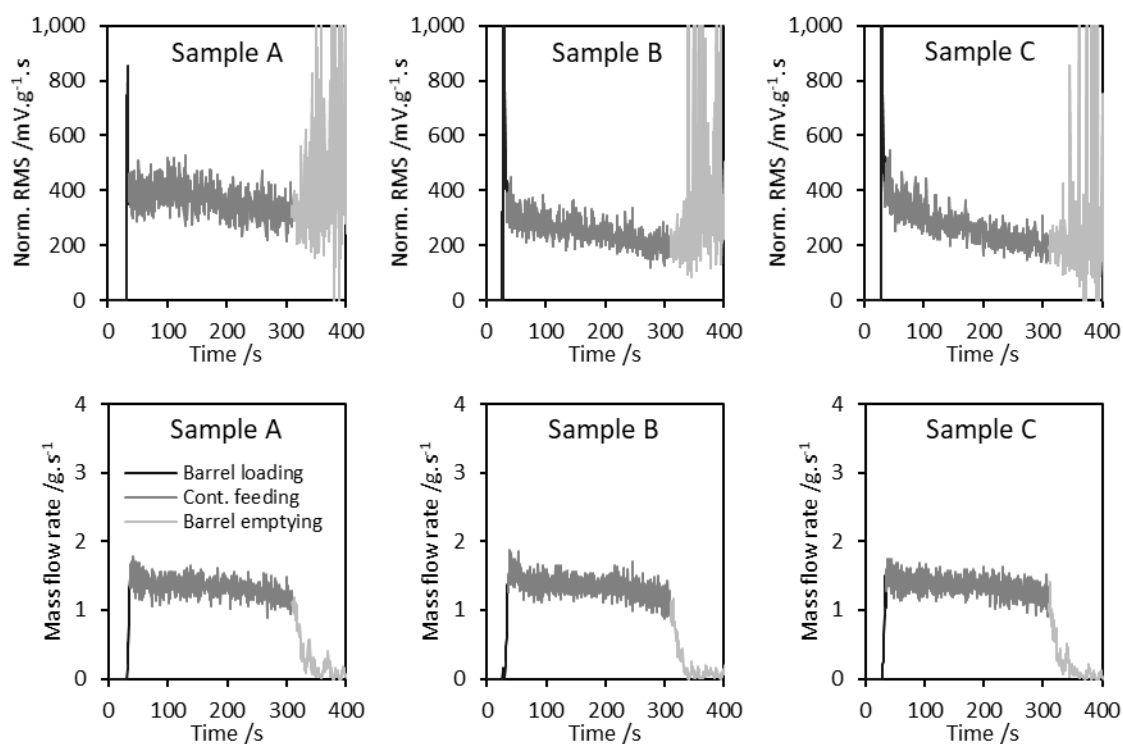 Norm. RMS /mV.g⁻¹.s
1,000
800
600
400
200
0
Sample A
0 100 200 300 400
Time /s
Norm. RMS /mV.g⁻¹.s
1,000
800
600
400
200
0
Sample B
0 100 200 300 400
Time /s
Norm. RMS /mV.g⁻¹.s
1,000
800
600
400
200
0
Sample C
0 100 200 300 400
Time /s
Mass flow rate /g.s⁻¹
4
3
2
1
0
Sample A
Barrel loading
Cont. feeding
Barrel emptying
0 100 200 300 400
Time /s
Mass flow rate /g.s⁻¹
4
3
2
1
0
Sample B
0 100 200 300 400
Time /s
Mass flow rate /g.s⁻¹
4
3
2
1
0
Sample C
0 100 200 300 400
Time /s